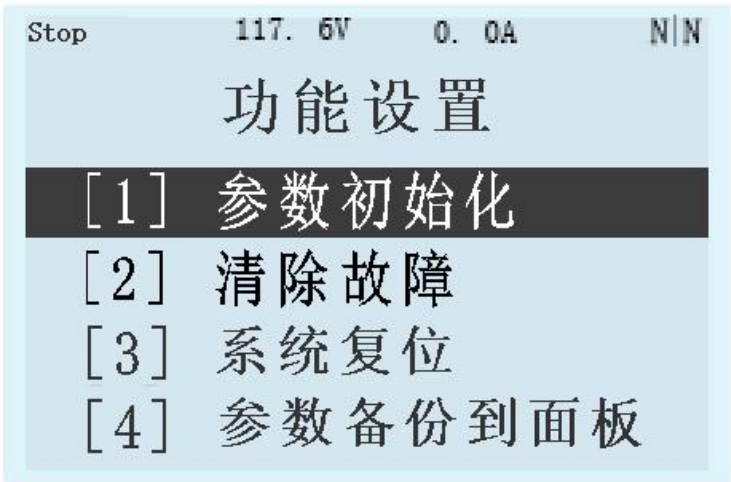 Stop 117. 6V 0. 0A N|N
功能设置
[1] 参数初始化
[2] 清除故障
[3] 系统复位
[4] 参数备份到面板